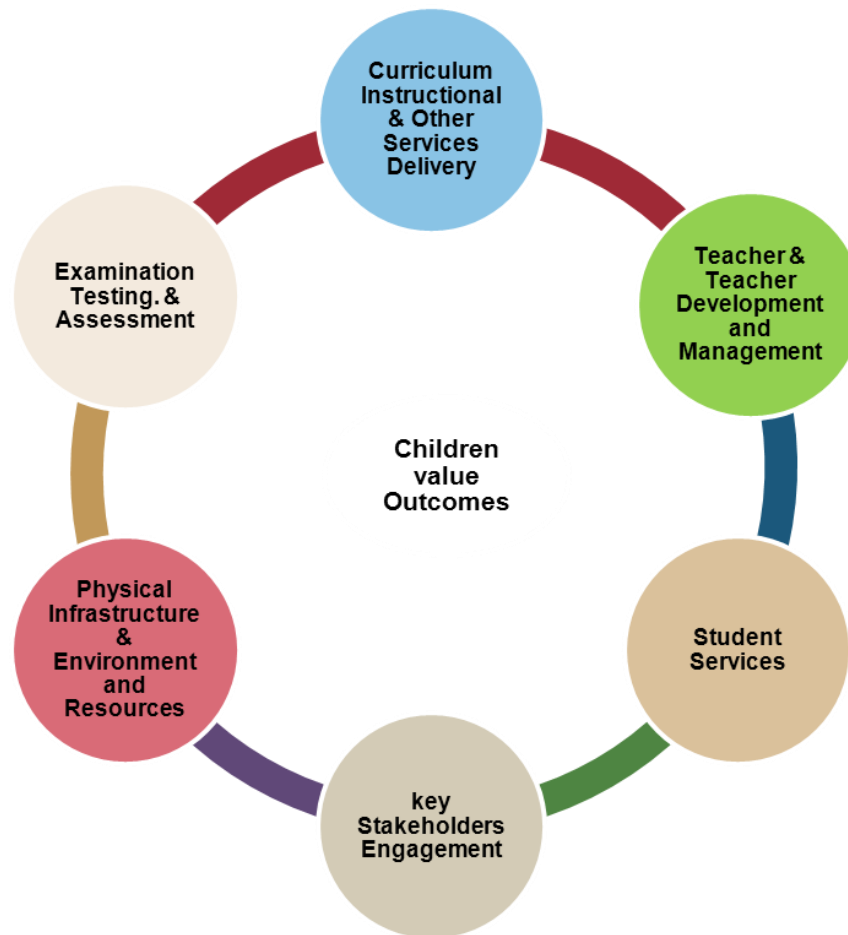 Curriculum
Instructional
& Other
Services
Delivery
Teacher &
Teacher
Development
and
Management
Student
Services
key
Stakeholders
Engagement
Physical
Infrastructure
&
Environment
and
Resources
Examination
Testing. &
Assessment
Children
value
Outcomes